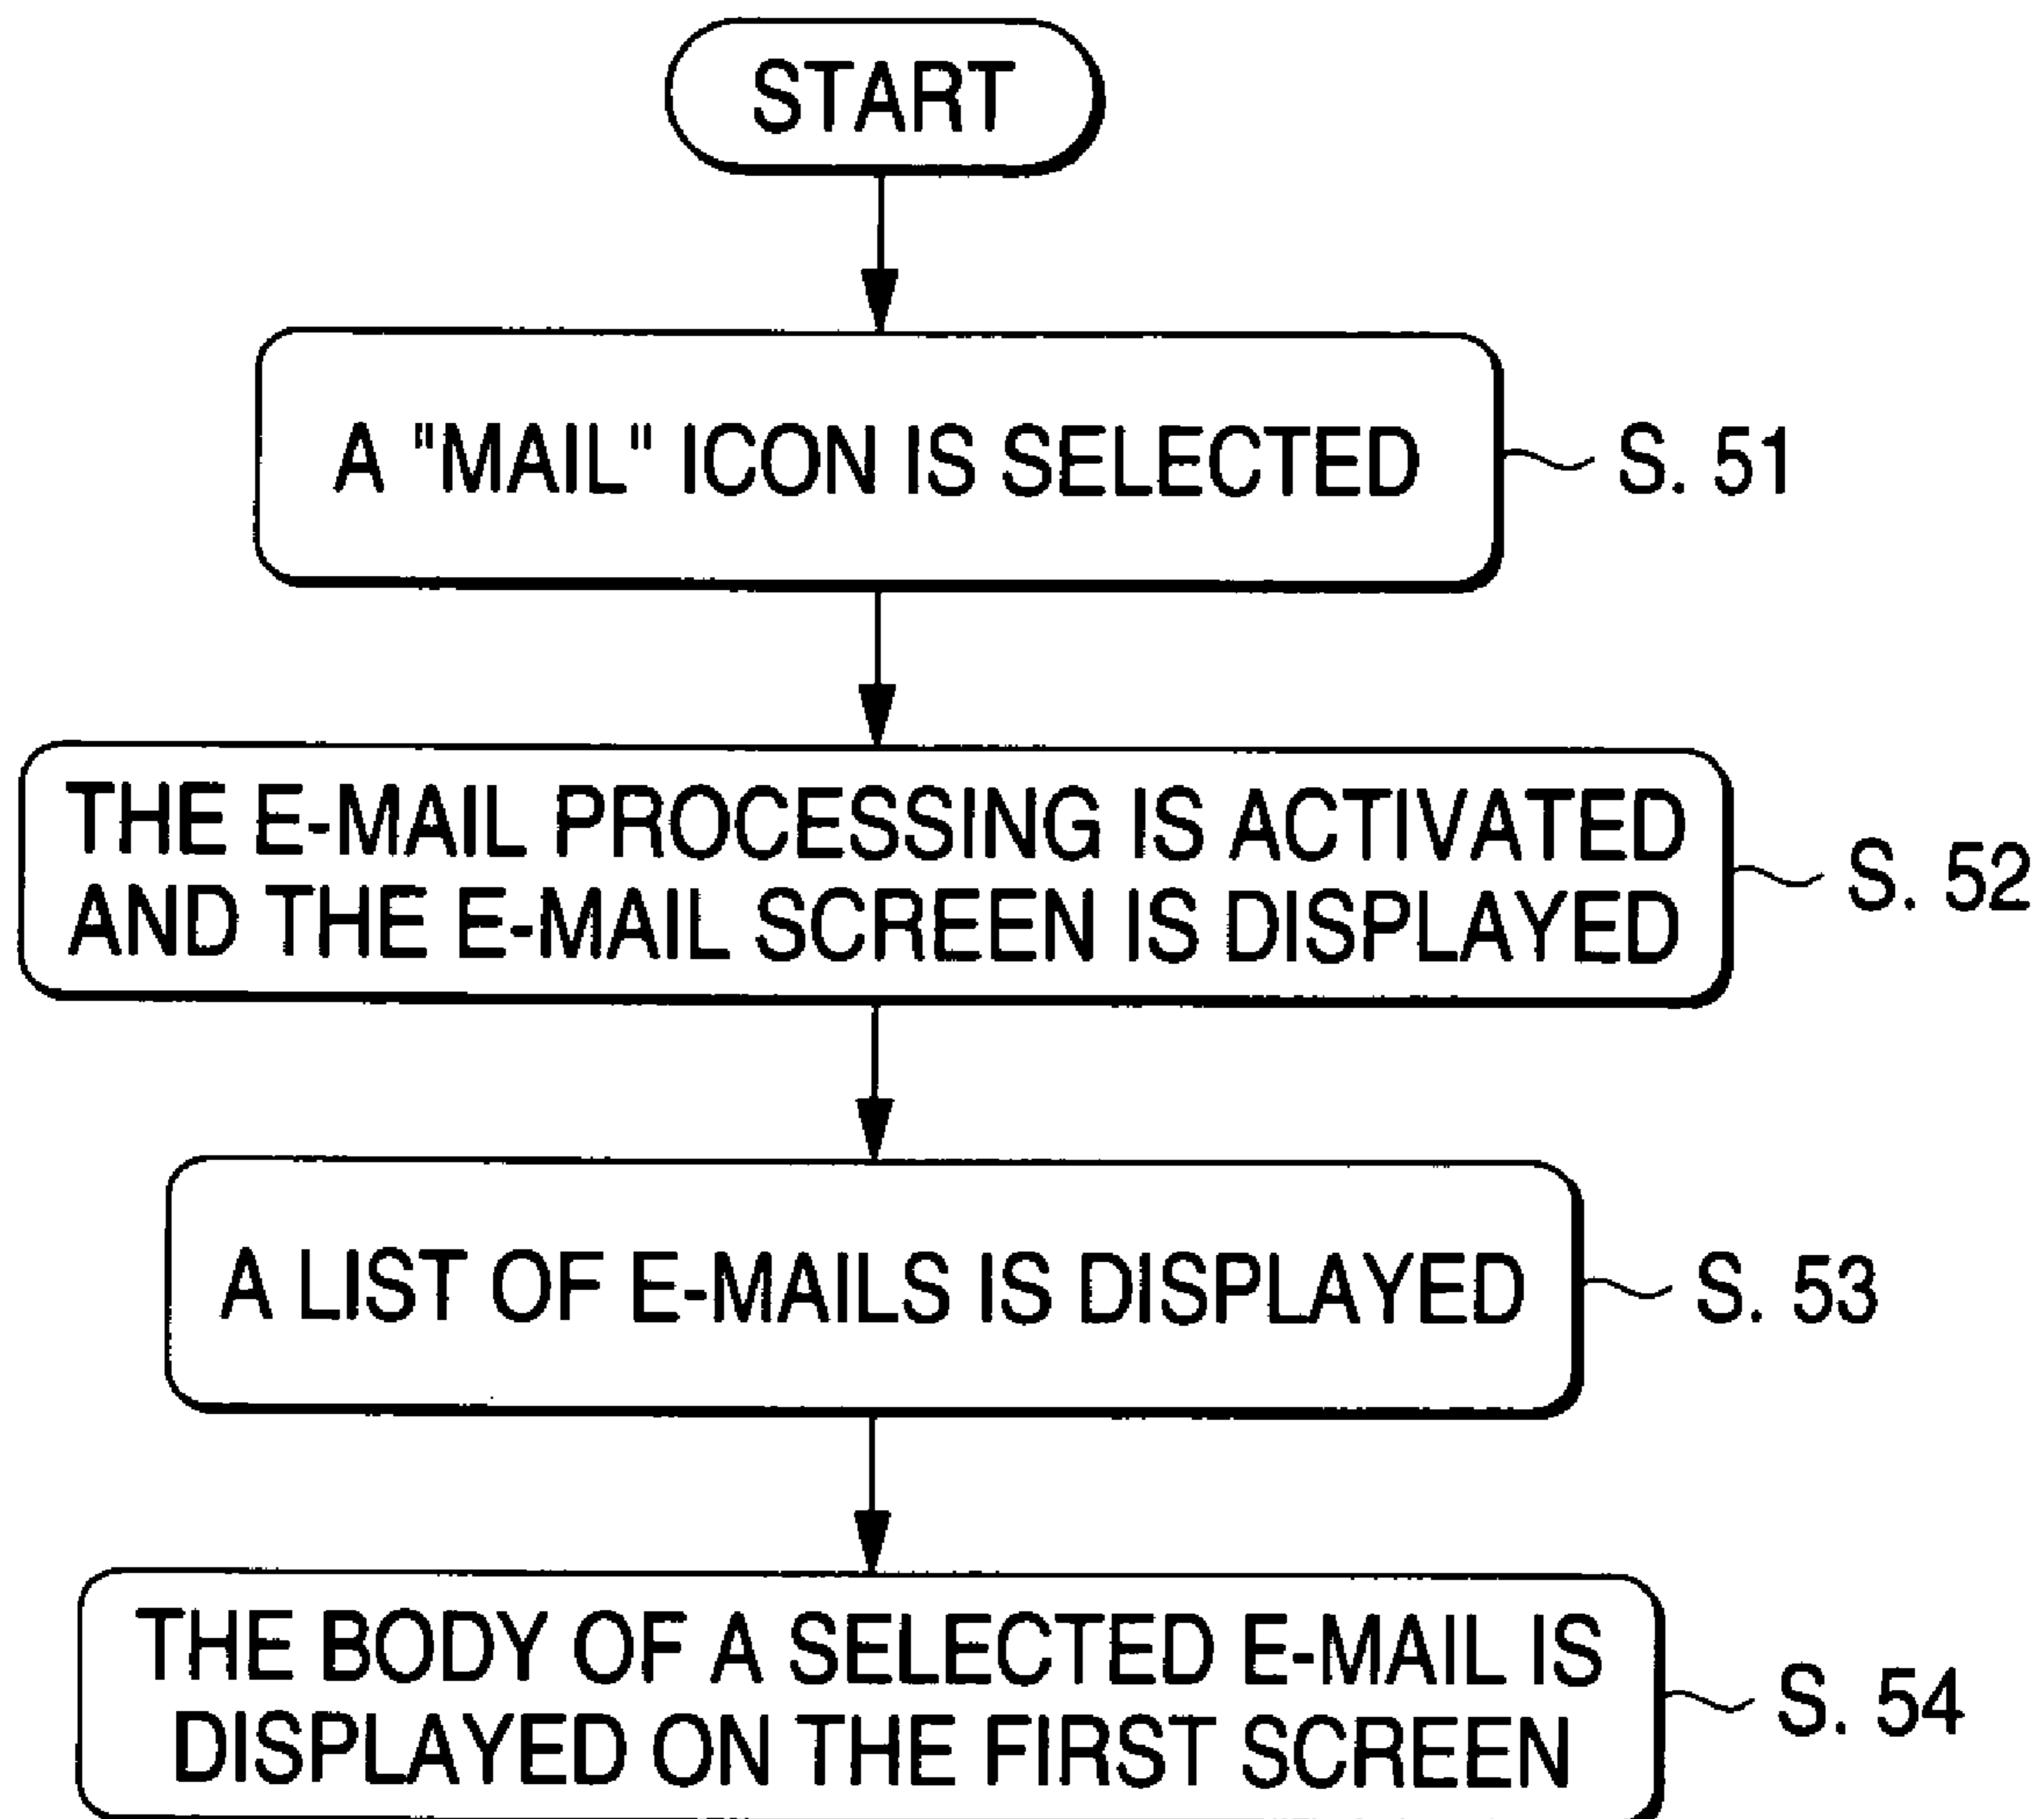 START
A "MAIL" ICON IS SELECTED
S. 51
THE E-MAIL PROCESSING IS ACTIVATED
AND THE E-MAIL SCREEN IS DISPLAYED
S. 52
A LIST OF E-MAILS IS DISPLAYED
S. 53
THE BODY OF A SELECTED E-MAIL IS
DISPLAYED ON THE FIRST SCREEN
S. 54